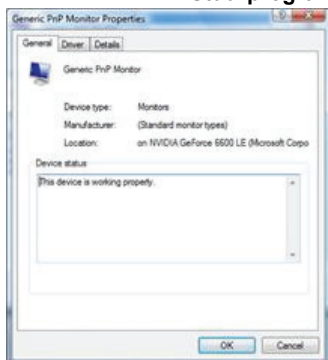 Generic PnP Monitor Properties
General Driver Details
Generic PnP Monitor
Device type: Monitors
Manufacturer: (Standard monitor types)
Location: on NVIDIA GeForce 6600 LE (Microsoft Corpo
Device status
This device is working properly.
OK Cancel